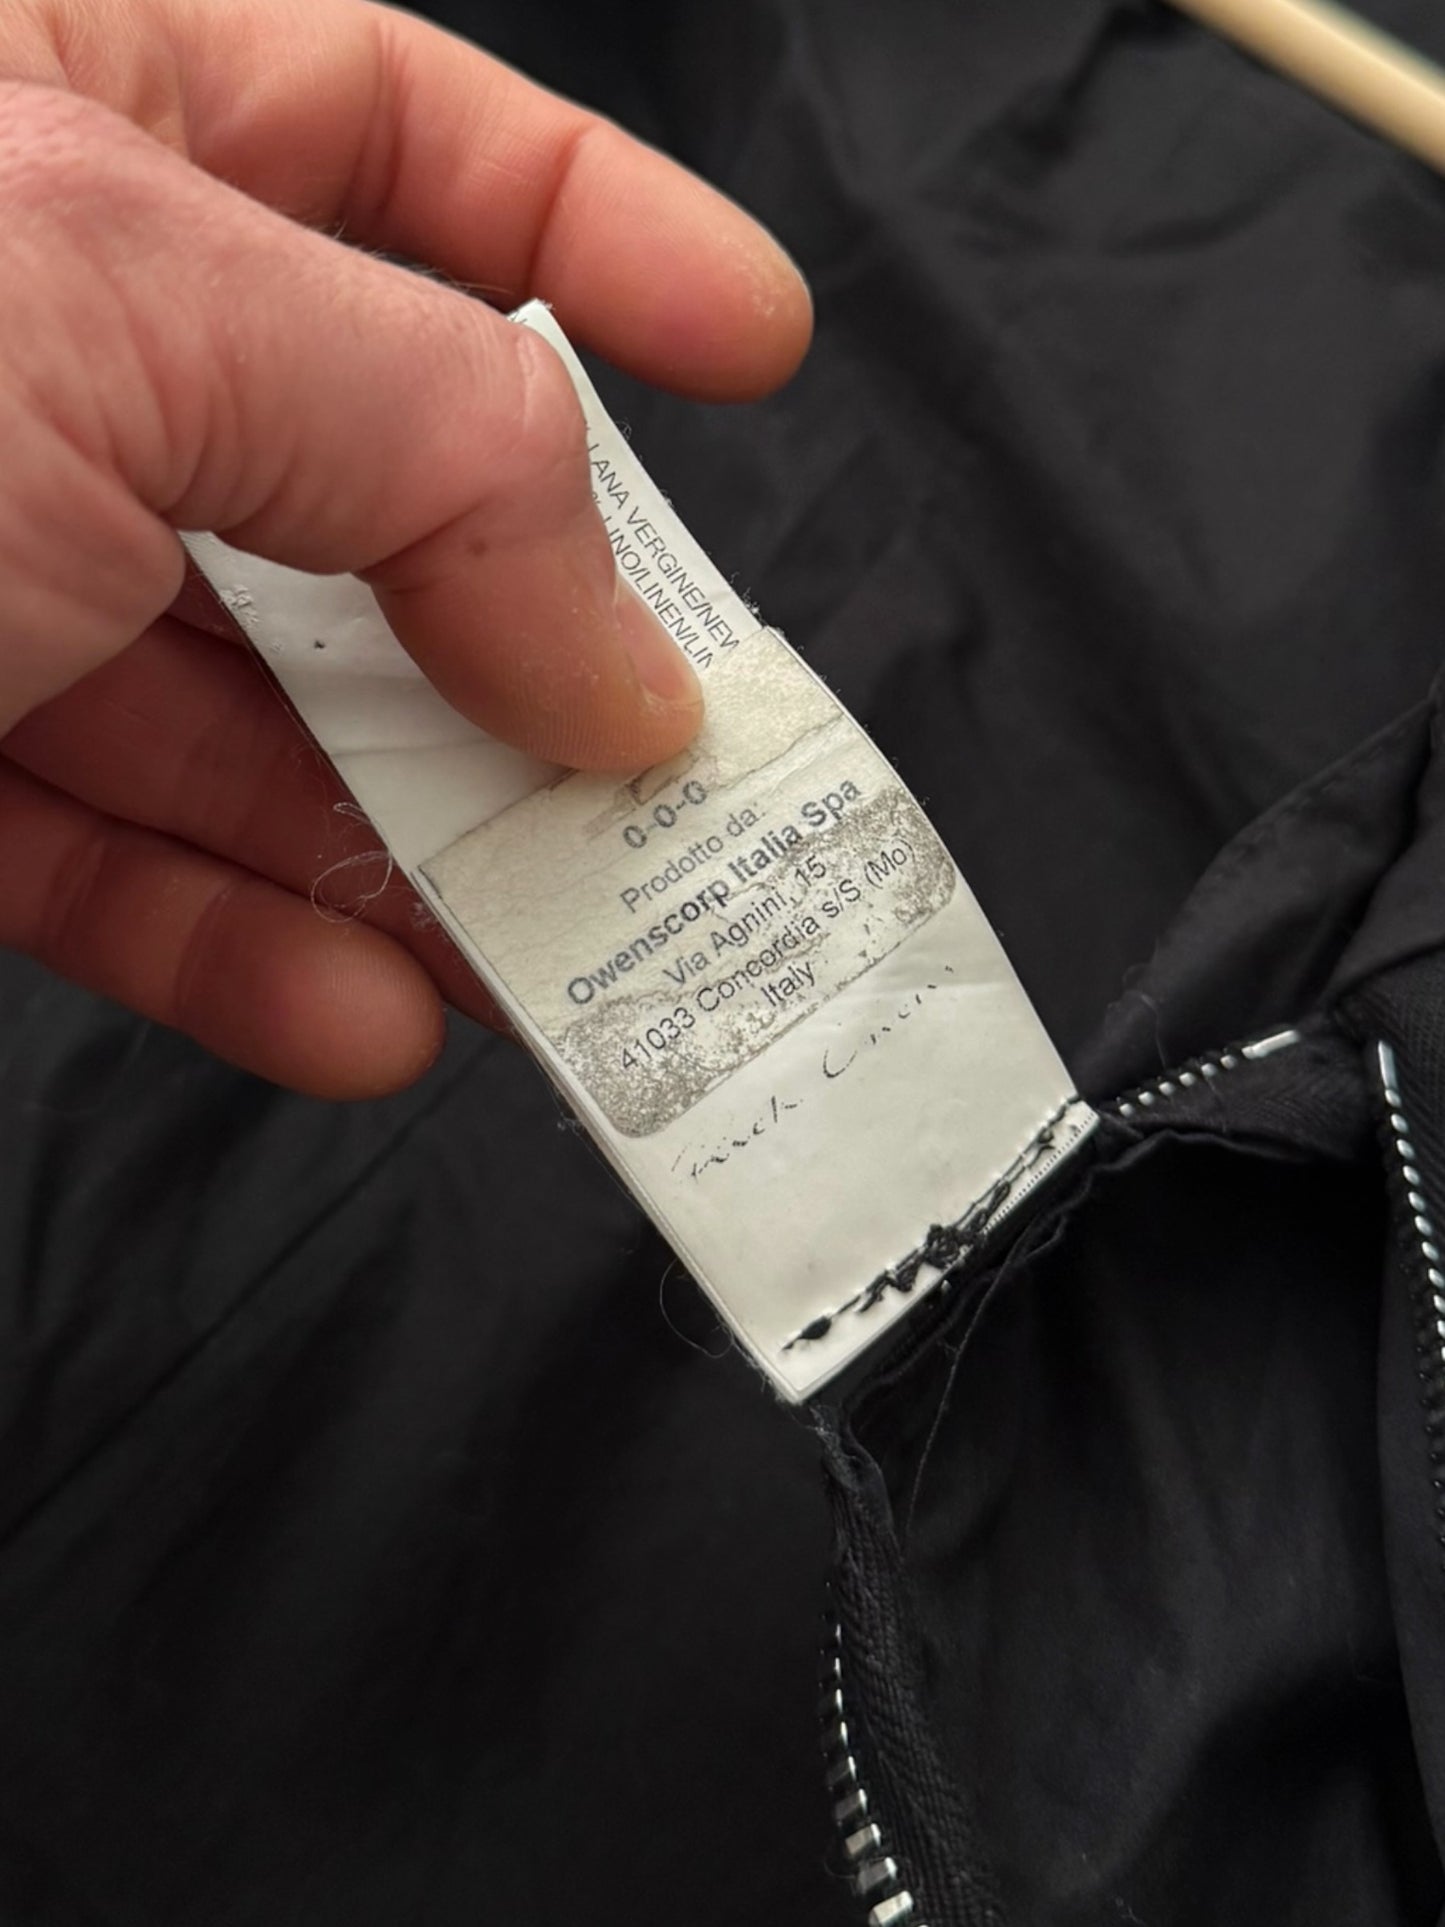 LANA VERGINE/NEW
% LINO/LINEN/LIN
0-0-0
Prodotto da:
Owenscorp Italia Spa
Via Agnini, 15
41033 Concordia s/S (Mo)
Italy